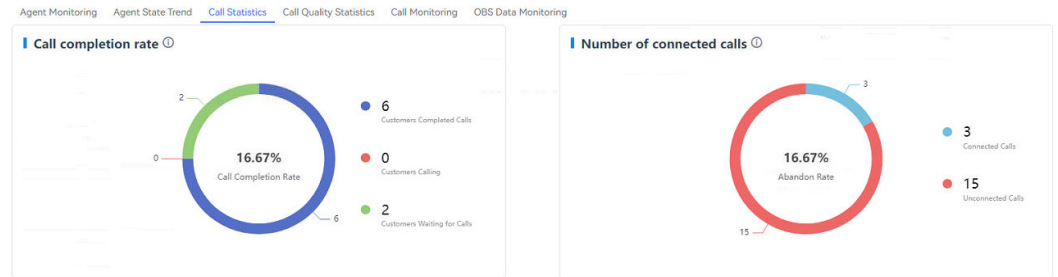 Agent Monitoring Agent State Trend Call Statistics Call Quality Statistics Call Monitoring OBS Data Monitoring
Call completion rate
2
0
16.67%
Call Completion Rate
6
6
Customers Completed Calls
0
Customers Calling
2
Customers Waiting for Calls
Number of connected calls
3
16.67%
Abandon Rate
15
3
Connected Calls
15
Unconnected Calls